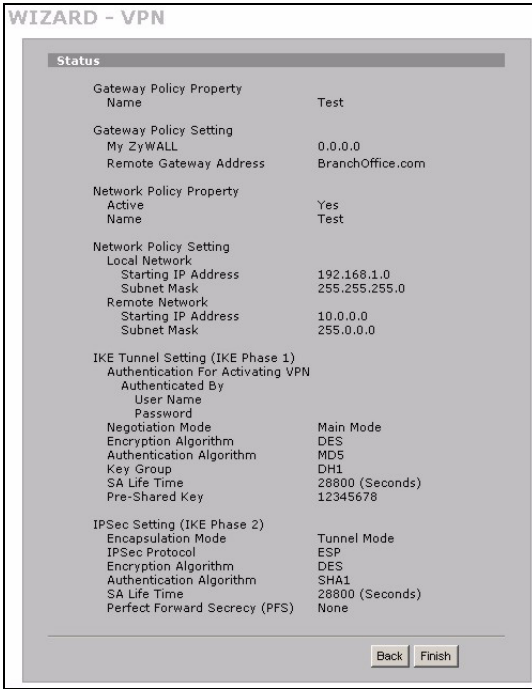 WIZARD - VPN
Status
Gateway Policy Property
Name Test
Gateway Policy Setting
My ZyWALL 0.0.0.0
Remote Gateway Address BranchOffice.com
Network Policy Property
Active Yes
Name Test
Network Policy Setting
Local Network
Starting IP Address 192.168.1.0
Subnet Mask 255.255.255.0
Remote Network
Starting IP Address 10.0.0.0
Subnet Mask 255.0.0.0
IKE Tunnel Setting (IKE Phase 1)
Authentication For Activating VPN
Authenticated By
User Name
Password
Negotiation Mode Main Mode
Encryption Algorithm DES
Authentication Algorithm MD5
Key Group DH1
SA Life Time 28800 (Seconds)
Pre-Shared Key 12345678
IPSec Setting (IKE Phase 2)
Encapsulation Mode Tunnel Mode
IPSec Protocol ESP
Encryption Algorithm DES
Authentication Algorithm SHA1
SA Life Time 28800 (Seconds)
Perfect Forward Secrecy (PFS) None
Back Finish